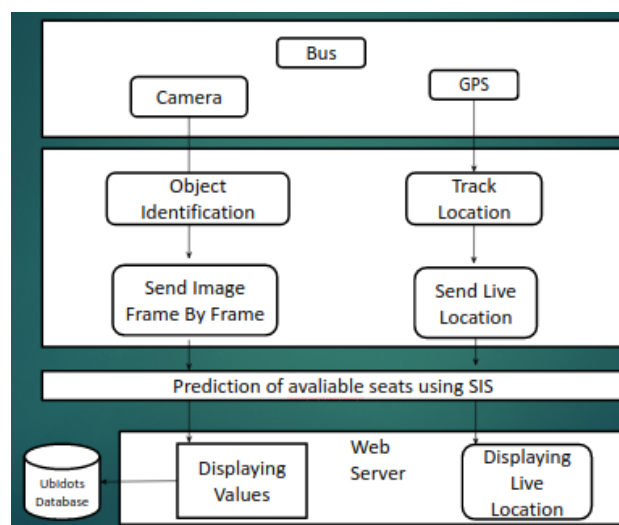 Bus
Camera
GPS
Object
Identification
Track
Location
Send Image
Frame By Frame
Send Live
Location
Prediction of avaliable seats using SIS
Web
Server
Ubidots
Database
Displaying
Values
Displaying
Live
Location